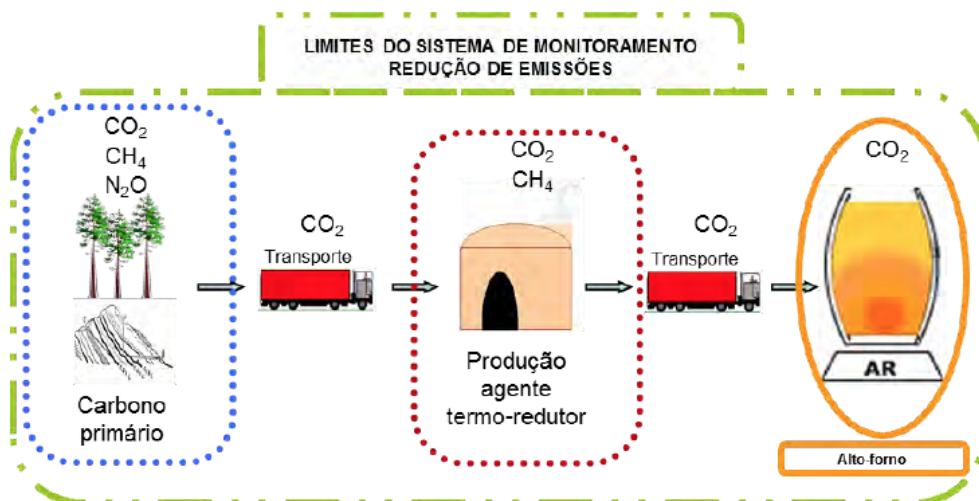 LIMITES DO SISTEMA DE MONITORAMENTO
REDUÇÃO DE EMISSÕES
CO₂
CH₄
N₂O
Carbono
primário
CO₂
Transporte
CO₂
CH₄
Produção
agente
termo-redutor
CO₂
Transporte
CO₂
AR
Alto-forno